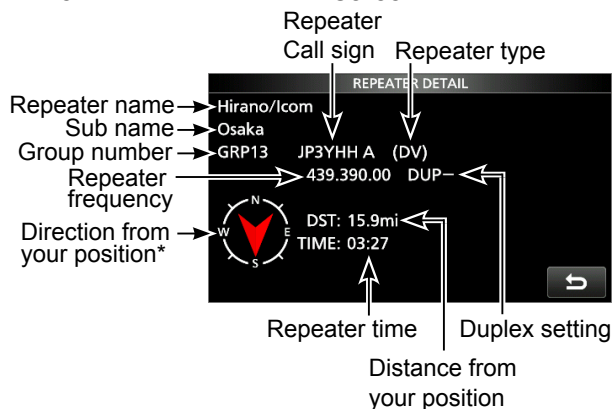 Repeater
Call sign
Repeater type
REPEATER DETAIL
Repeater name
Hirano/Icom
Sub name
Osaka
Group number
GRP13
JP3YHH A
(DV)
Repeater
frequency
439.390.00
DUP−
Direction from
your position*
N
W
E
S
DST: 15.9mi
TIME: 03:27
Repeater time
Duplex setting
Distance from
your position